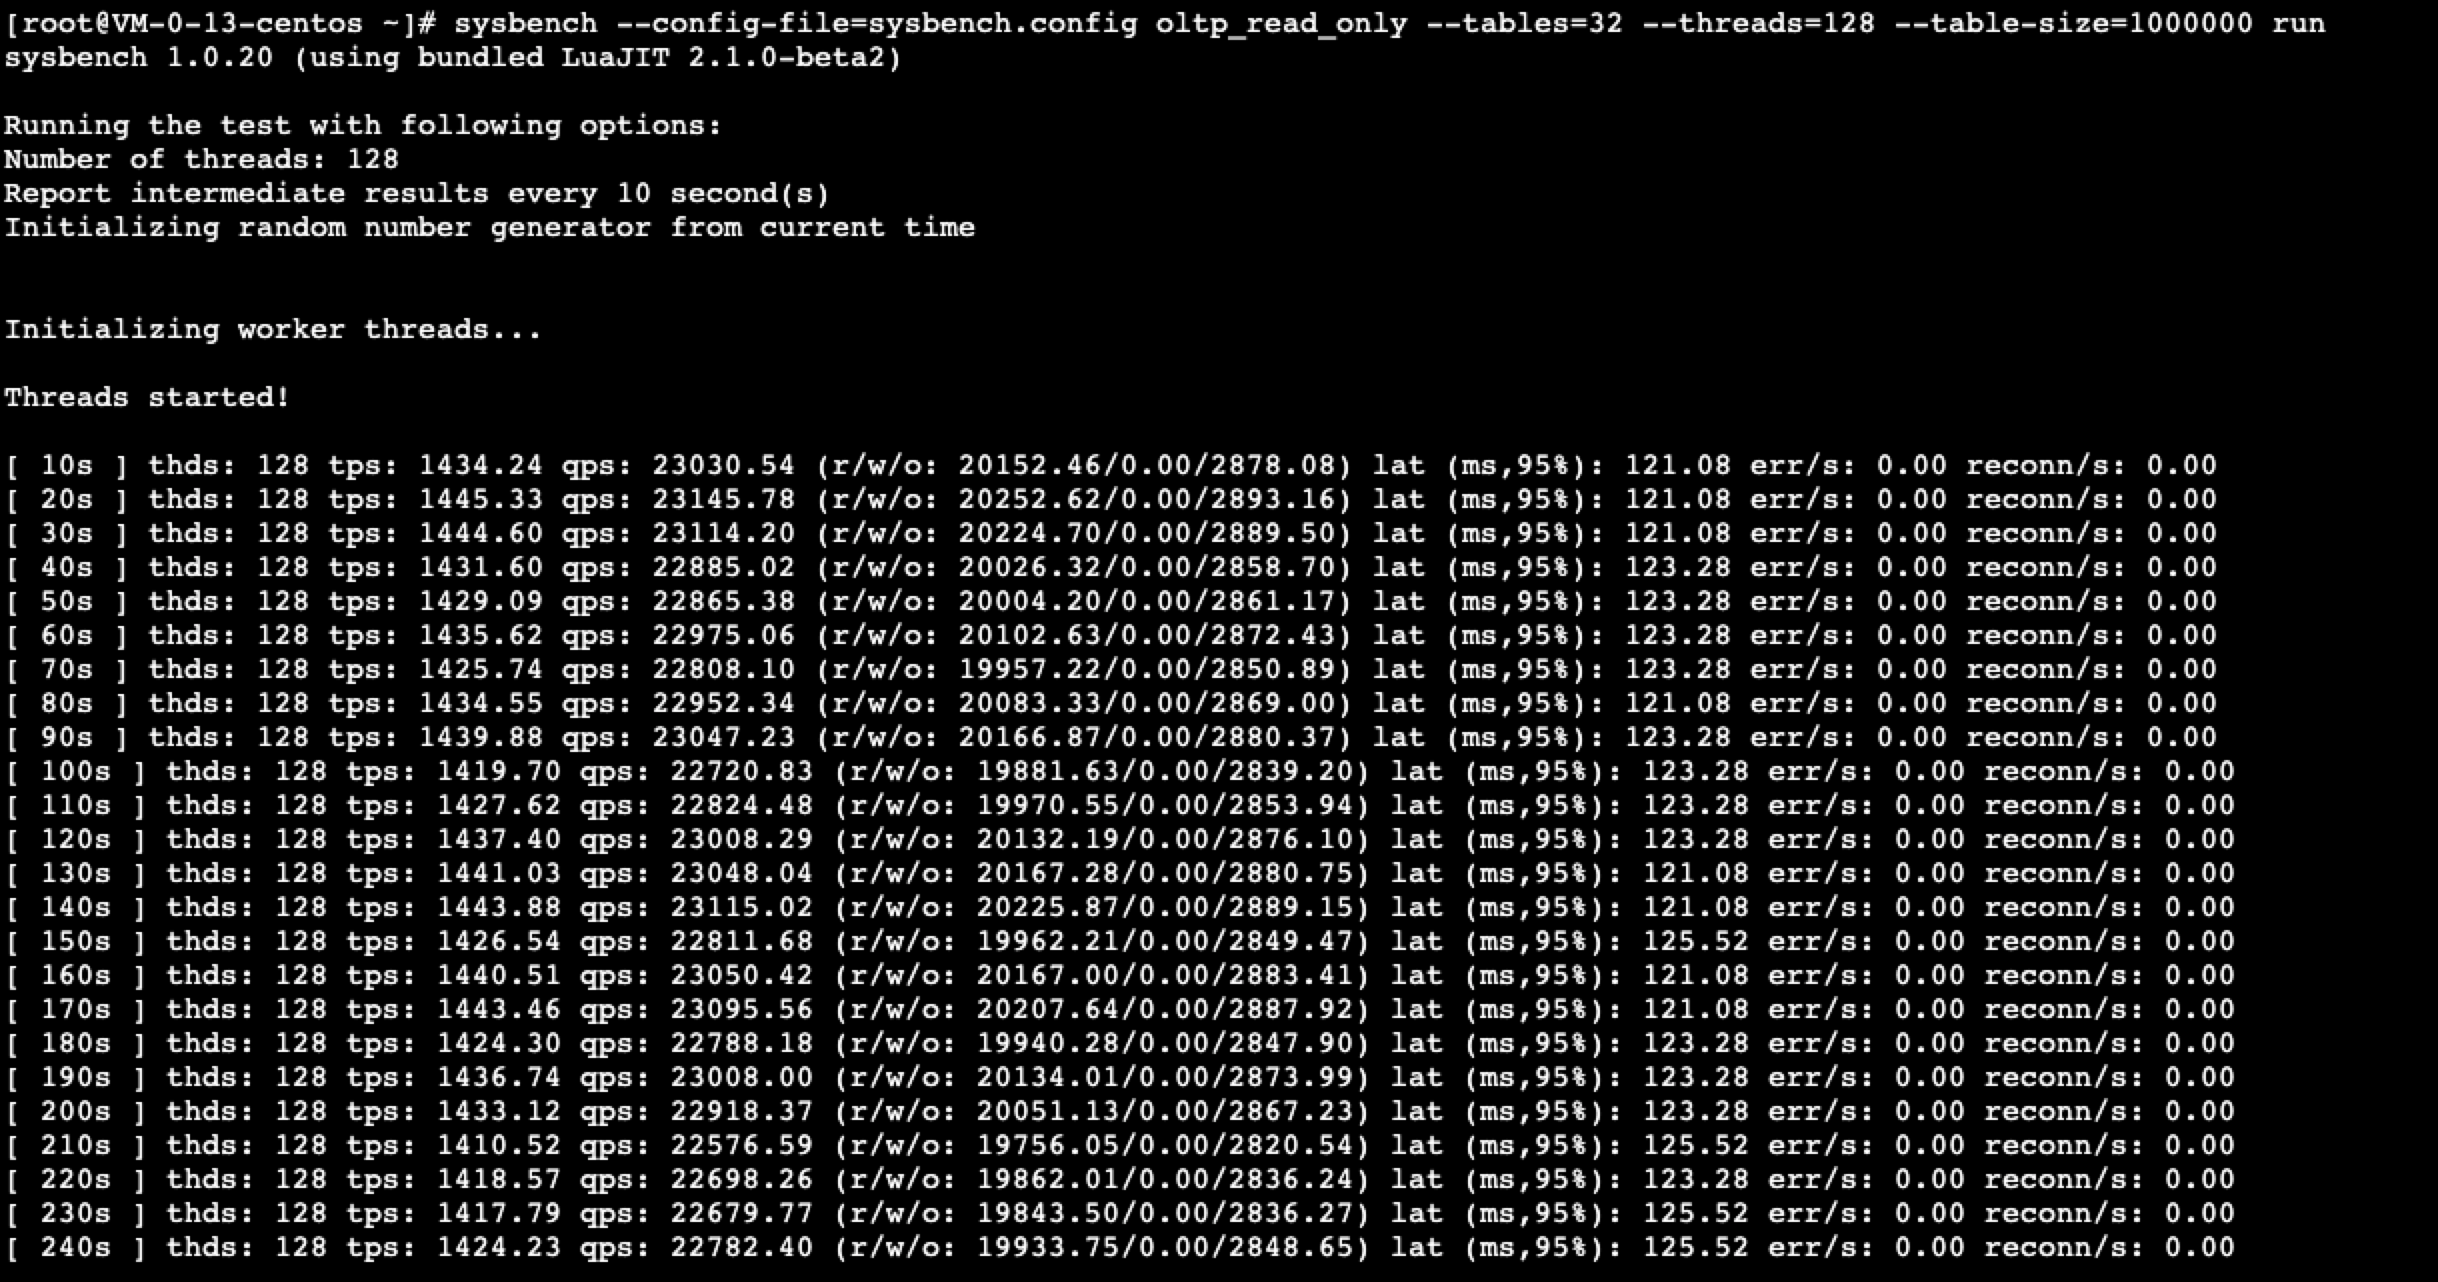 [root@VM-0-13-centos ~]# sysbench --config-file=sysbench.config oltp_read_only --tables=32 --threads=128 --table-size=1000000 run
sysbench 1.0.20 (using bundled LuaJIT 2.1.0-beta2)
Running the test with following options:
Number of threads: 128
Report intermediate results every 10 second(s)
Initializing random number generator from current time
Initializing worker threads...
Threads started!
[ 10s ] thds: 128 tps: 1434.24 qps: 23030.54 (r/w/o: 20152.46/0.00/2878.08) lat (ms,95%): 121.08 err/s: 0.00 reconn/s: 0.00
[ 20s ] thds: 128 tps: 1445.33 qps: 23145.78 (r/w/o: 20252.62/0.00/2893.16) lat (ms,95%): 121.08 err/s: 0.00 reconn/s: 0.00
[ 30s ] thds: 128 tps: 1444.60 qps: 23114.20 (r/w/o: 20224.70/0.00/2889.50) lat (ms,95%): 121.08 err/s: 0.00 reconn/s: 0.00
[ 40s ] thds: 128 tps: 1431.60 qps: 22885.02 (r/w/o: 20026.32/0.00/2858.70) lat (ms,95%): 123.28 err/s: 0.00 reconn/s: 0.00
[ 50s ] thds: 128 tps: 1429.09 qps: 22865.38 (r/w/o: 20004.20/0.00/2861.17) lat (ms,95%): 123.28 err/s: 0.00 reconn/s: 0.00
[ 60s ] thds: 128 tps: 1435.62 qps: 22975.06 (r/w/o: 20102.63/0.00/2872.43) lat (ms,95%): 123.28 err/s: 0.00 reconn/s: 0.00
[ 70s ] thds: 128 tps: 1425.74 qps: 22808.10 (r/w/o: 19957.22/0.00/2850.89) lat (ms,95%): 123.28 err/s: 0.00 reconn/s: 0.00
[ 80s ] thds: 128 tps: 1434.55 qps: 22952.34 (r/w/o: 20083.33/0.00/2869.00) lat (ms,95%): 121.08 err/s: 0.00 reconn/s: 0.00
[ 90s ] thds: 128 tps: 1439.88 qps: 23047.23 (r/w/o: 20166.87/0.00/2880.37) lat (ms,95%): 123.28 err/s: 0.00 reconn/s: 0.00
[ 100s ] thds: 128 tps: 1419.70 qps: 22720.83 (r/w/o: 19881.63/0.00/2839.20) lat (ms,95%): 123.28 err/s: 0.00 reconn/s: 0.00
[ 110s ] thds: 128 tps: 1427.62 qps: 22824.48 (r/w/o: 19970.55/0.00/2853.94) lat (ms,95%): 123.28 err/s: 0.00 reconn/s: 0.00
[ 120s ] thds: 128 tps: 1437.40 qps: 23008.29 (r/w/o: 20132.19/0.00/2876.10) lat (ms,95%): 123.28 err/s: 0.00 reconn/s: 0.00
[ 130s ] thds: 128 tps: 1441.03 qps: 23048.04 (r/w/o: 20167.28/0.00/2880.75) lat (ms,95%): 121.08 err/s: 0.00 reconn/s: 0.00
[ 140s ] thds: 128 tps: 1443.88 qps: 23115.02 (r/w/o: 20225.87/0.00/2889.15) lat (ms,95%): 121.08 err/s: 0.00 reconn/s: 0.00
[ 150s ] thds: 128 tps: 1426.54 qps: 22811.68 (r/w/o: 19962.21/0.00/2849.47) lat (ms,95%): 125.52 err/s: 0.00 reconn/s: 0.00
[ 160s ] thds: 128 tps: 1440.51 qps: 23050.42 (r/w/o: 20167.00/0.00/2883.41) lat (ms,95%): 121.08 err/s: 0.00 reconn/s: 0.00
[ 170s ] thds: 128 tps: 1443.46 qps: 23095.56 (r/w/o: 20207.64/0.00/2887.92) lat (ms,95%): 121.08 err/s: 0.00 reconn/s: 0.00
[ 180s ] thds: 128 tps: 1424.30 qps: 22788.18 (r/w/o: 19940.28/0.00/2847.90) lat (ms,95%): 123.28 err/s: 0.00 reconn/s: 0.00
[ 190s ] thds: 128 tps: 1436.74 qps: 23008.00 (r/w/o: 20134.01/0.00/2873.99) lat (ms,95%): 123.28 err/s: 0.00 reconn/s: 0.00
[ 200s ] thds: 128 tps: 1433.12 qps: 22918.37 (r/w/o: 20051.13/0.00/2867.23) lat (ms,95%): 123.28 err/s: 0.00 reconn/s: 0.00
[ 210s ] thds: 128 tps: 1410.52 qps: 22576.59 (r/w/o: 19756.05/0.00/2820.54) lat (ms,95%): 125.52 err/s: 0.00 reconn/s: 0.00
[ 220s ] thds: 128 tps: 1418.57 qps: 22698.26 (r/w/o: 19862.01/0.00/2836.24) lat (ms,95%): 123.28 err/s: 0.00 reconn/s: 0.00
[ 230s ] thds: 128 tps: 1417.79 qps: 22679.77 (r/w/o: 19843.50/0.00/2836.27) lat (ms,95%): 125.52 err/s: 0.00 reconn/s: 0.00
[ 240s ] thds: 128 tps: 1424.23 qps: 22782.40 (r/w/o: 19933.75/0.00/2848.65) lat (ms,95%): 125.52 err/s: 0.00 reconn/s: 0.00